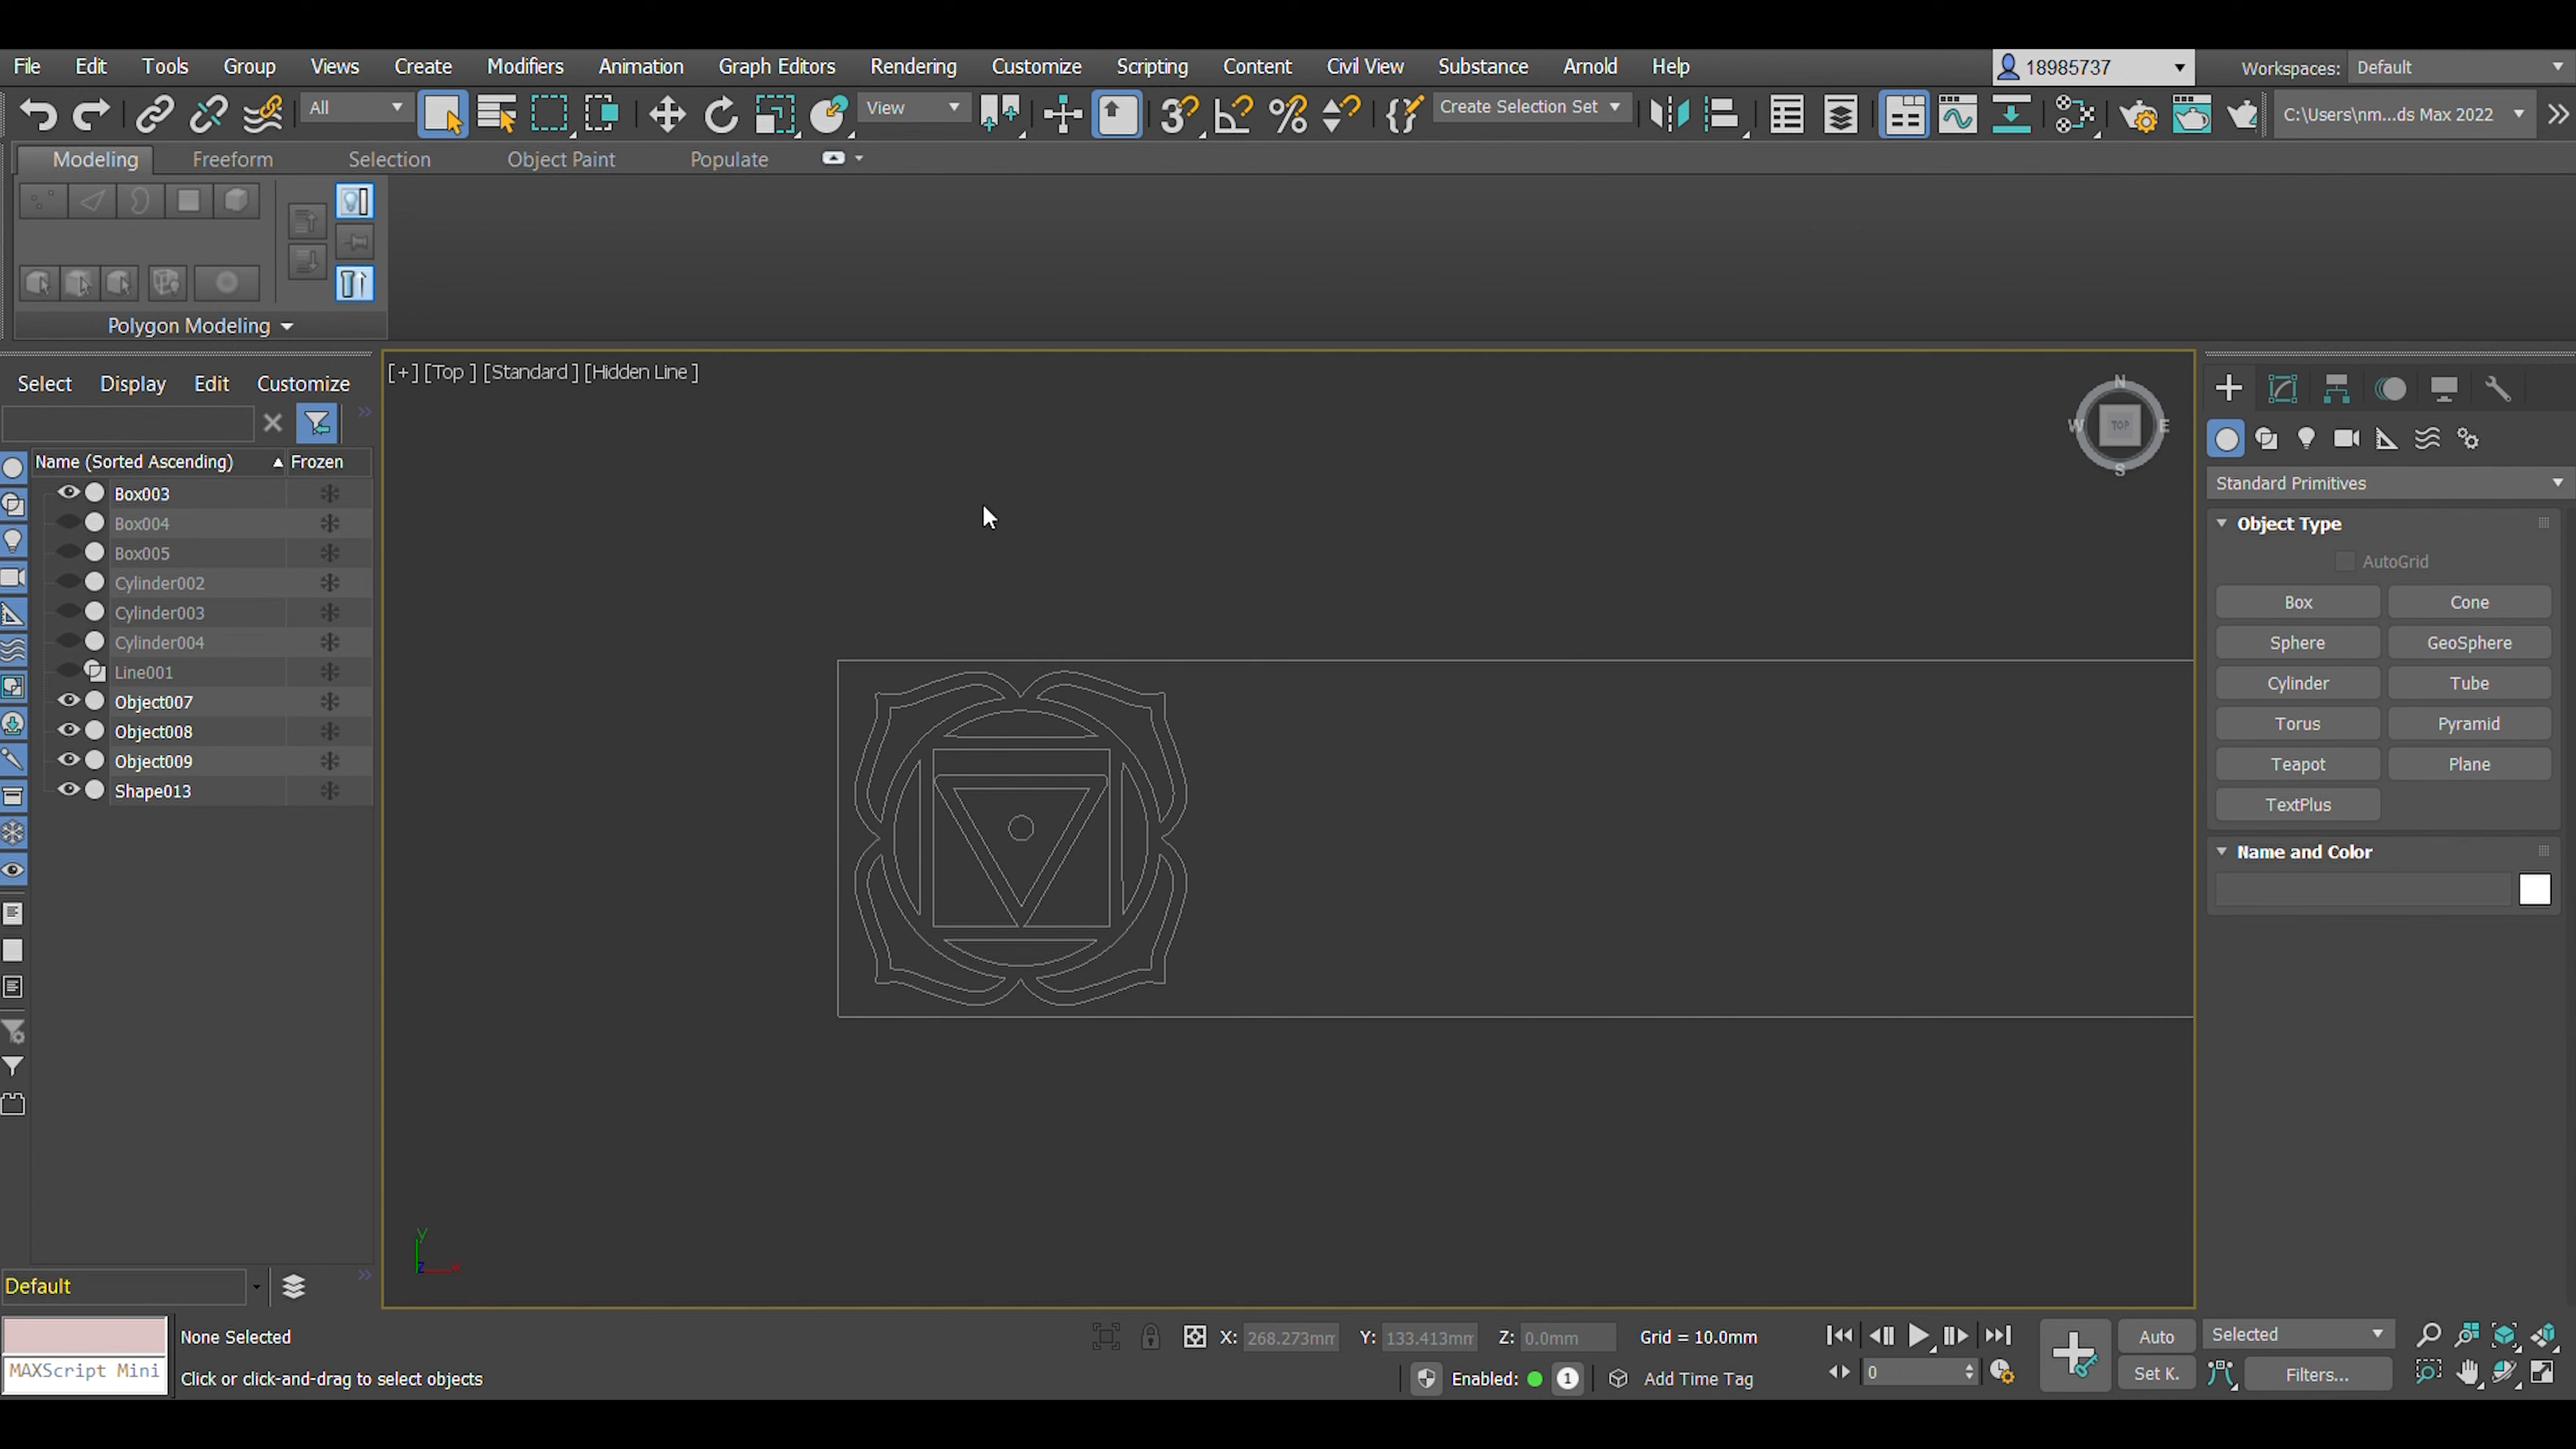 File Edit Tools Group Views Create Modifiers Animation Graph Editors Rendering Customize Scripting Content Civil View Substance Arnold Help 18985737 Workspaces: Default
All View Create Selection Set C:\Users\nm...ds Max 2022
Modeling Freeform Selection Object Paint Populate
Polygon Modeling
Select Display Edit Customize
[+] [Top ] [Standard ] [Hidden Line ]
N
W TOP E
S
Name (Sorted Ascending) Frozen
Box003
Box004
Box005
Cylinder002
Cylinder003
Cylinder004
Line001
Object007
Object008
Object009
Shape013
Standard Primitives
Object Type
AutoGrid
Box Cone
Sphere GeoSphere
Cylinder Tube
Torus Pyramid
Teapot Plane
TextPlus
Name and Color
y
z x
Default
None Selected X: 268.273mm Y: 133.413mm Z: 0.0mm Grid = 10.0mm Auto Selected
MAXScript Mini Click or click-and-drag to select objects Enabled: 1 Add Time Tag 0 Set K. Filters...